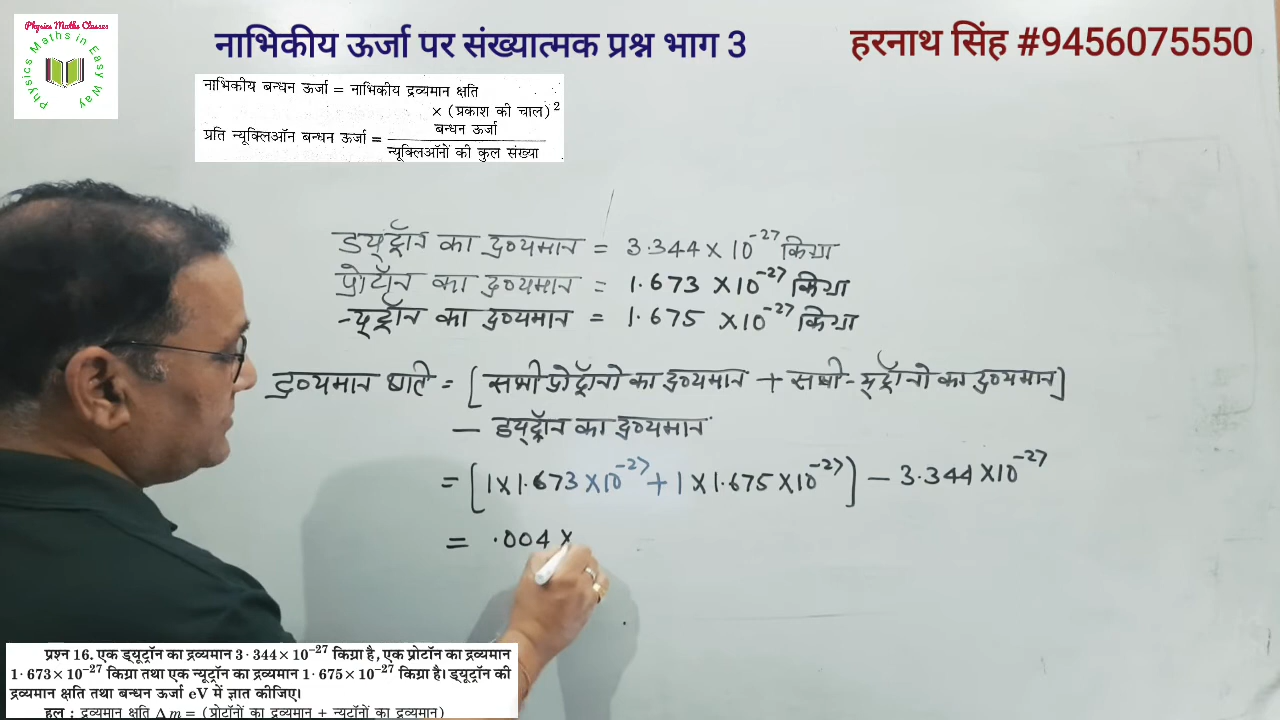 Physics Maths Classes
Physics Maths in Easy Way
नाभिकीय ऊर्जा पर संख्यात्मक प्रश्न भाग 3
हरनाथ सिंह #9456075550
नाभिकीय बन्धन ऊर्जा = नाभिकीय द्रव्यमान क्षति
× (प्रकाश की चाल)²
प्रति न्यूक्लिऑन बन्धन ऊर्जा = बन्धन ऊर्जा / न्यूक्लिऑनों की कुल संख्या
ड्यूट्रॉन का द्रव्यमान = 3.344 × 10⁻²⁷ किग्रा
प्रोटॉन का द्रव्यमान = 1.673 × 10⁻²⁷ किग्रा
न्यूट्रॉन का द्रव्यमान = 1.675 × 10⁻²⁷ किग्रा
द्रव्यमान क्षति = [सभी प्रोटॉनो का द्रव्यमान + सभी न्यूट्रॉनो का द्रव्यमान]
— ड्यूट्रॉन का द्रव्यमान
= [1 × 1.673 × 10⁻²⁷ + 1 × 1.675 × 10⁻²⁷] — 3.344 × 10⁻²⁷
= .004 ×
प्रश्न 16. एक ड्यूट्रॉन का द्रव्यमान 3·344 × 10⁻²⁷ किग्रा है, एक प्रोटॉन का द्रव्यमान
1·673 × 10⁻²⁷ किग्रा तथा एक न्यूट्रॉन का द्रव्यमान 1·675 × 10⁻²⁷ किग्रा है। ड्यूट्रॉन की
द्रव्यमान क्षति तथा बन्धन ऊर्जा eV में ज्ञात कीजिए।
हल : द्रव्यमान क्षति Δm = (प्रोटॉनों का द्रव्यमान + न्यूट्रॉनों का द्रव्यमान)